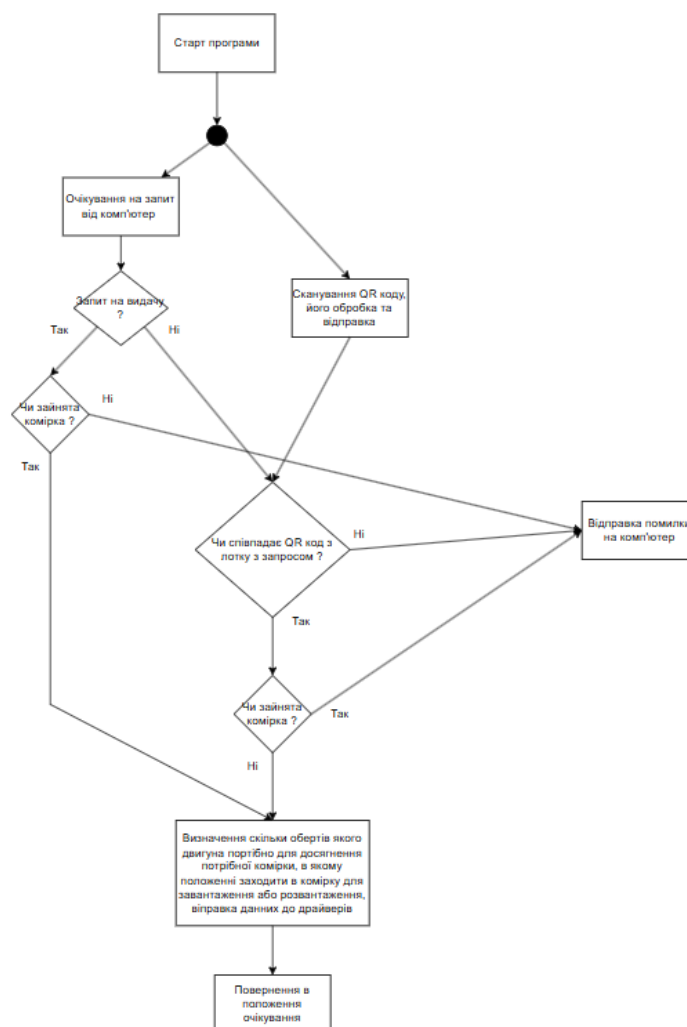 Старт програми
Очікування на запит
від комп'ютер
Запит на видачу
?
Сканування QR коду,
його обробка та
відправка
Так
Ні
Чи зайнята
комірка ?
Ні
Так
Чи співпадає QR код з
лотку з запросом ?
Ні
Відправка помилки
на комп'ютер
Так
Чи зайнята
комірка ?
Так
Ні
Визначення скільки обертів якого
двигуна портібно для досягнення
потрібної комірки, в якому
положенні заходити в комірку для
завантаження або розвантаження,
віправка данних до драйверів
Повернення в
положення
очікування